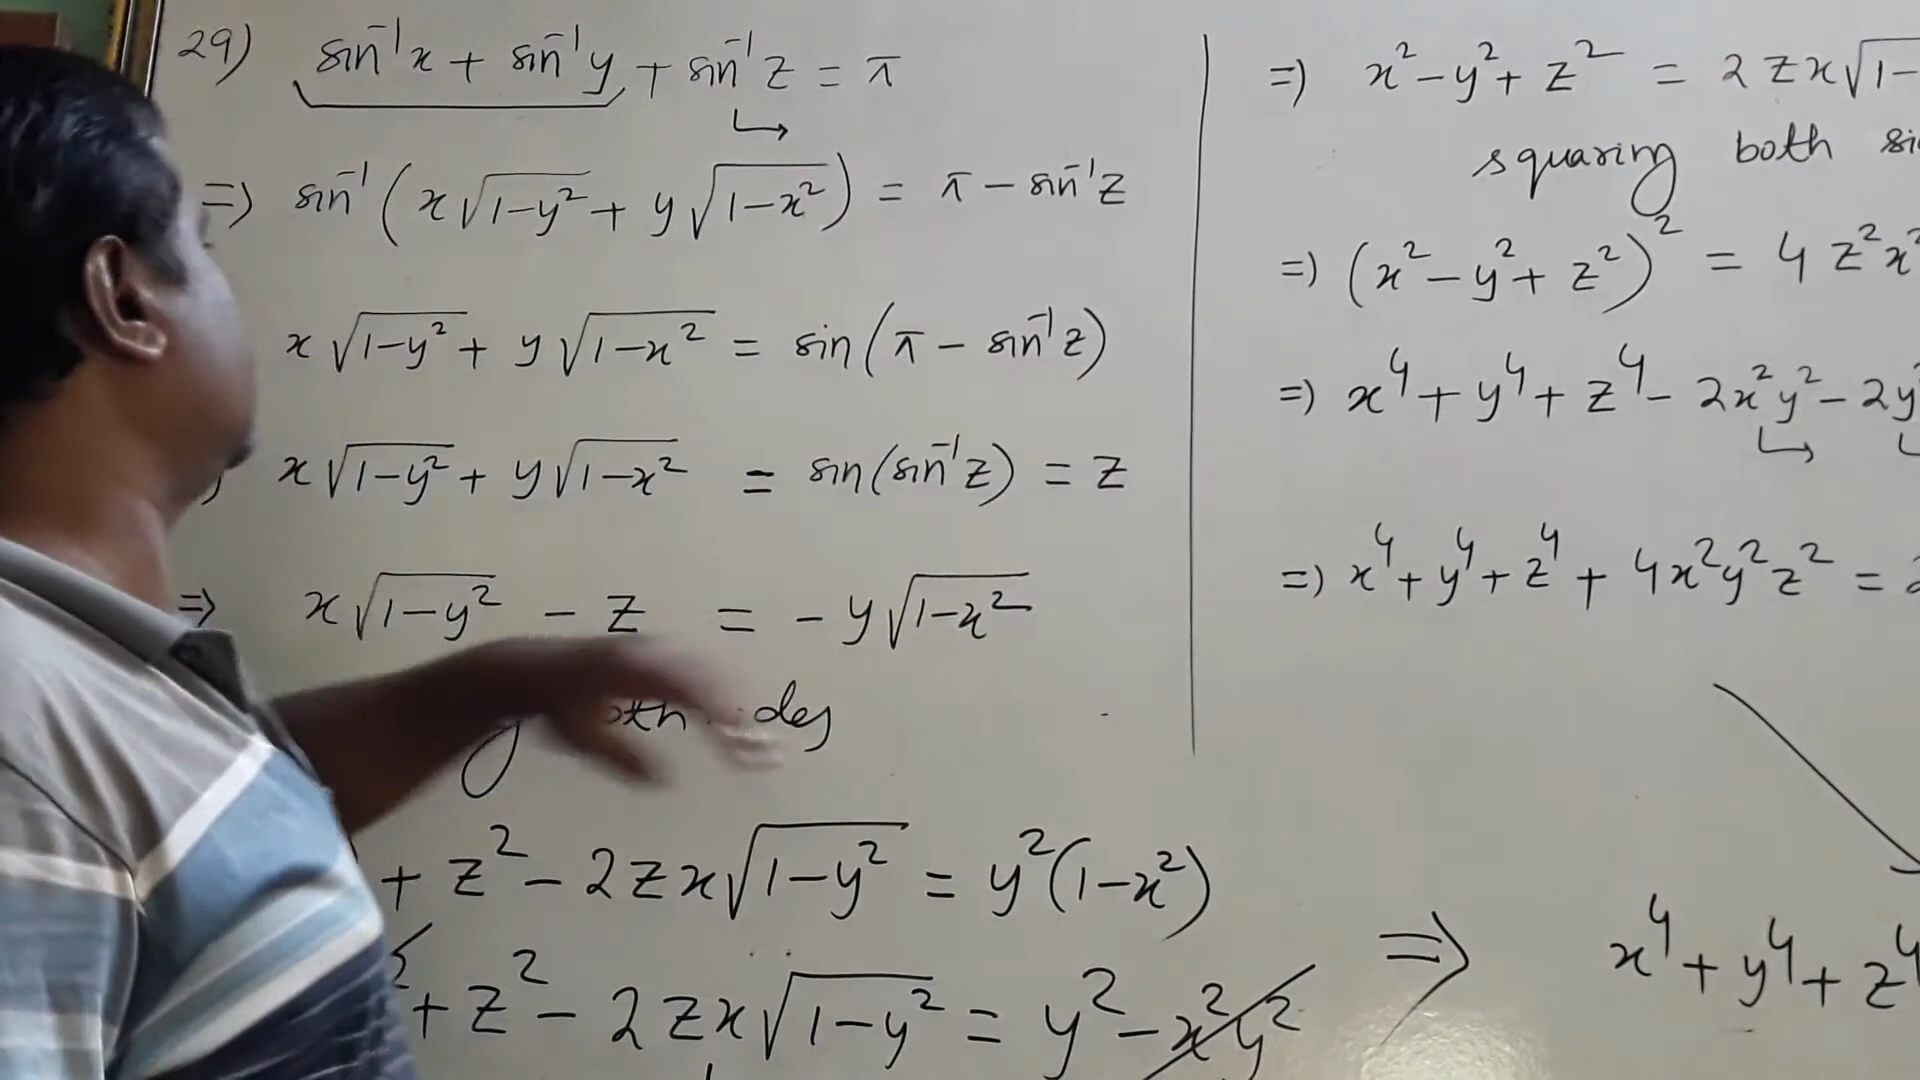 29) sin⁻¹x + sin⁻¹y + sin⁻¹z = π
=> sin⁻¹(x√(1-y²) + y√(1-x²)) = π - sin⁻¹z
x√(1-y²) + y√(1-x²) = sin(π - sin⁻¹z)
x√(1-y²) + y√(1-x²) = sin(sin⁻¹z) = z
=> x√(1-y²) - z = -y√(1-x²)
+ z² - 2zx√(1-y²) = y²(1-x²)
+ z² - 2zx√(1-y²) = y² - x²y²
=> x² - y² + z² = 2zx√1-
squaring both
=> (x² - y² + z²)² = 4z²x²
=> x⁴ + y⁴ + z⁴ - 2x²y² - 2y
=> x⁴ + y⁴ + z⁴ + 4x²y²z² =
=> x⁴ + y⁴ + z⁴